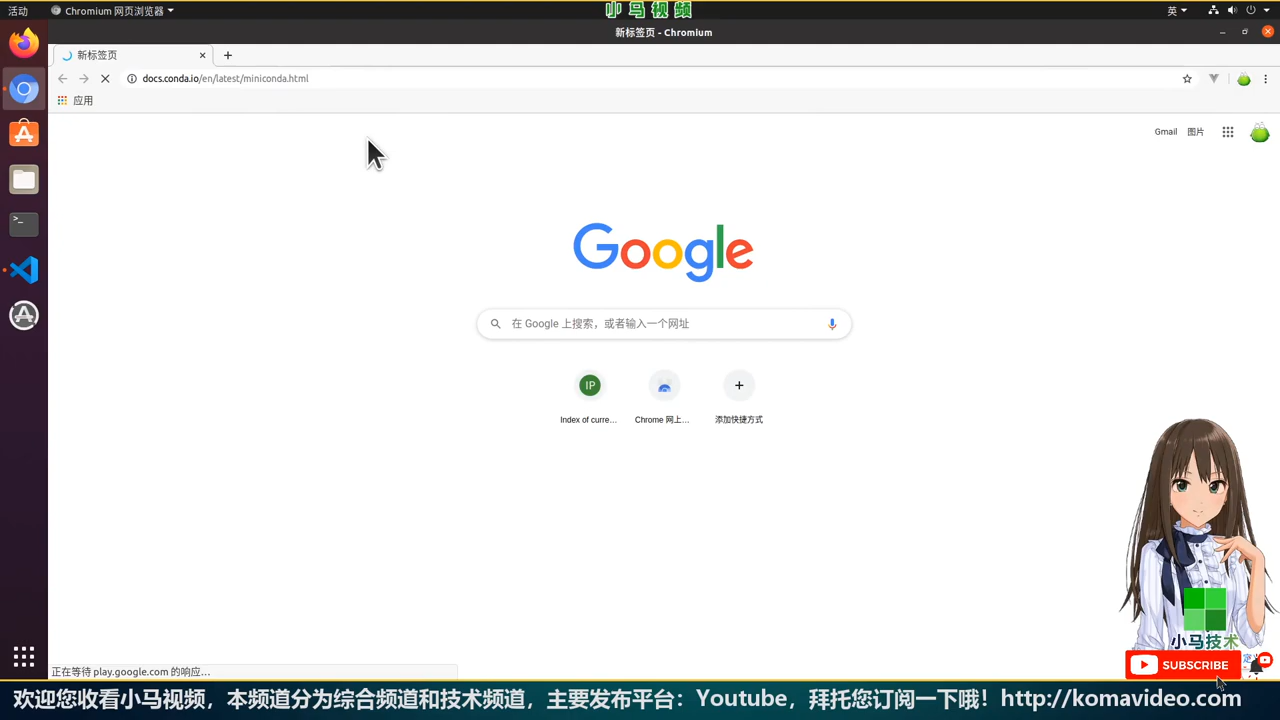 活动
Chromium 网页浏览器
小马视频
英
新标签页 - Chromium
新标签页
docs.conda.io/en/latest/miniconda.html
应用
Gmail
图片
Google
在 Google 上搜索，或者输入一个网址
IP
Index of curre...
Chrome 网上...
添加快捷方式
小马技术
SUBSCRIBE
正在等待 play.google.com 的响应...
欢迎您收看小马视频，本频道分为综合频道和技术频道，主要发布平台：Youtube，拜托您订阅一下哦！http://komavideo.com